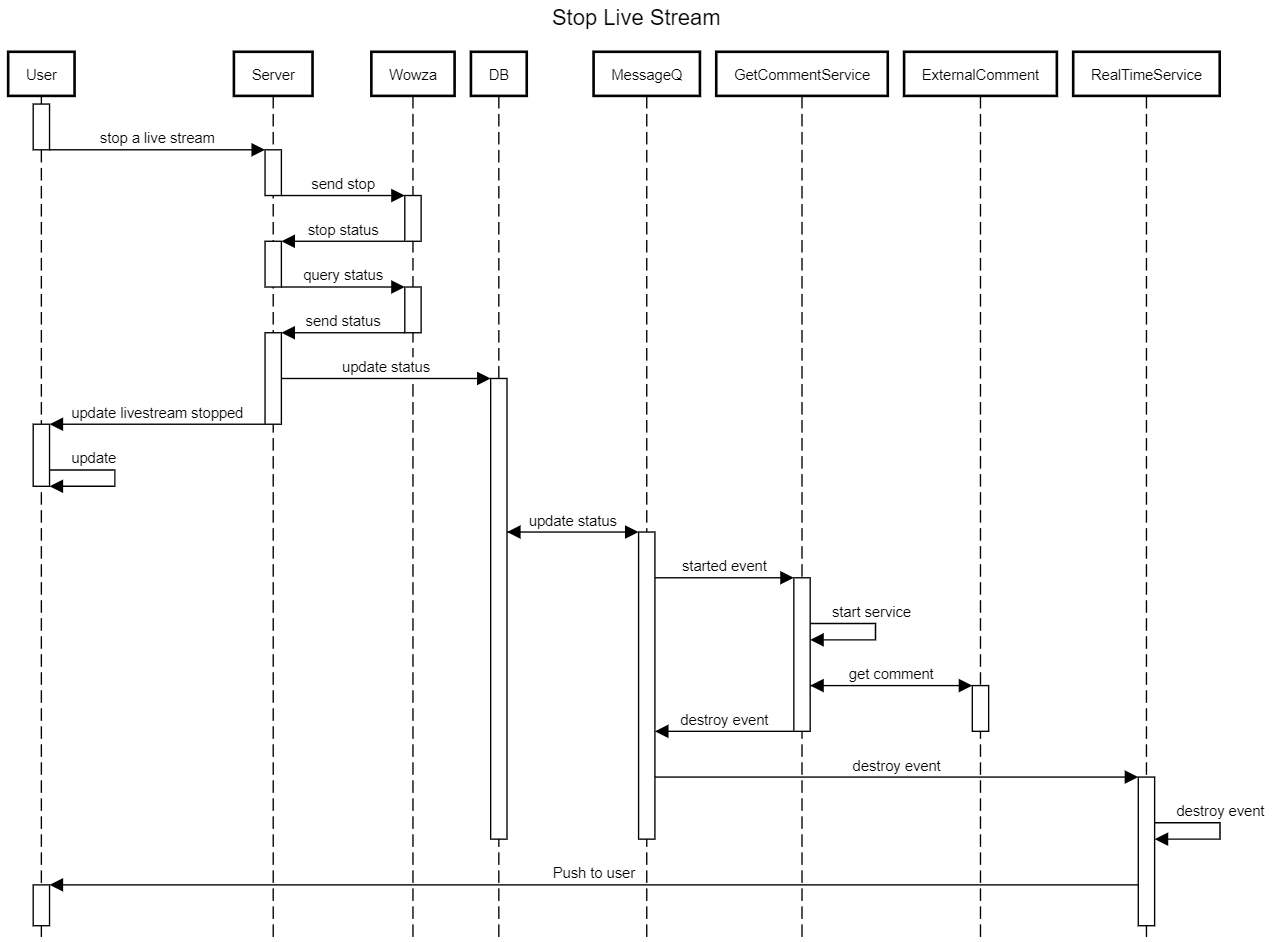 Stop Live Stream
User
Server
Wowza
DB
MessageQ
GetCommentService
ExternalComment
RealTimeService
stop a live stream
send stop
stop status
query status
send status
update status
update livestream stopped
update
update status
started event
start service
get comment
destroy event
destroy event
destroy event
Push to user